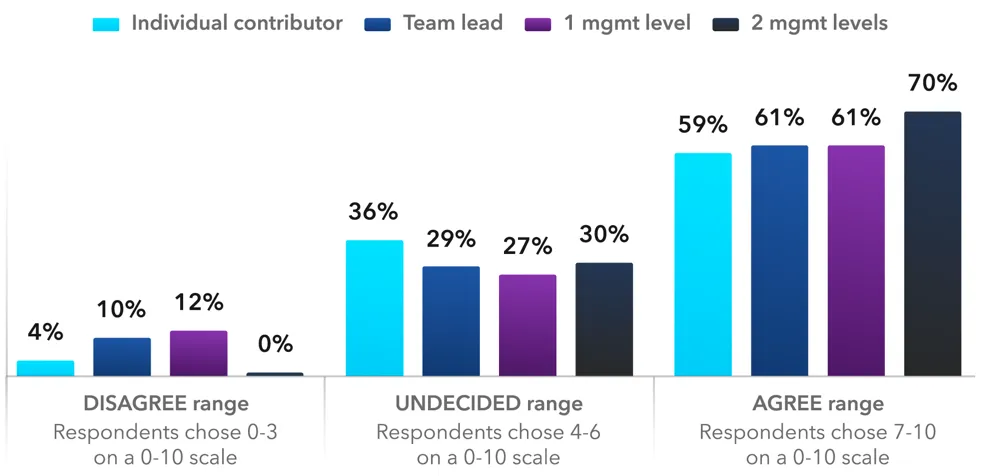 Individual contributor Team lead 1 mgmt level 2 mgmt levels
4% 10% 12% 0%
36% 29% 27% 30%
59% 61% 61% 70%
DISAGREE range
Respondents chose 0-3
on a 0-10 scale
UNDECIDED range
Respondents chose 4-6
on a 0-10 scale
AGREE range
Respondents chose 7-10
on a 0-10 scale